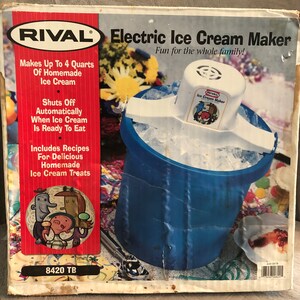 RIVAL®
Electric Ice Cream Maker
Fun for the whole family!
Makes Up To 4 Quarts
Of Homemade
Ice Cream
Shuts Off
Automatically
When Ice Cream
Is Ready To Eat
Includes Recipes
For Delicious
Homemade
Ice Cream Treats
8420 TB